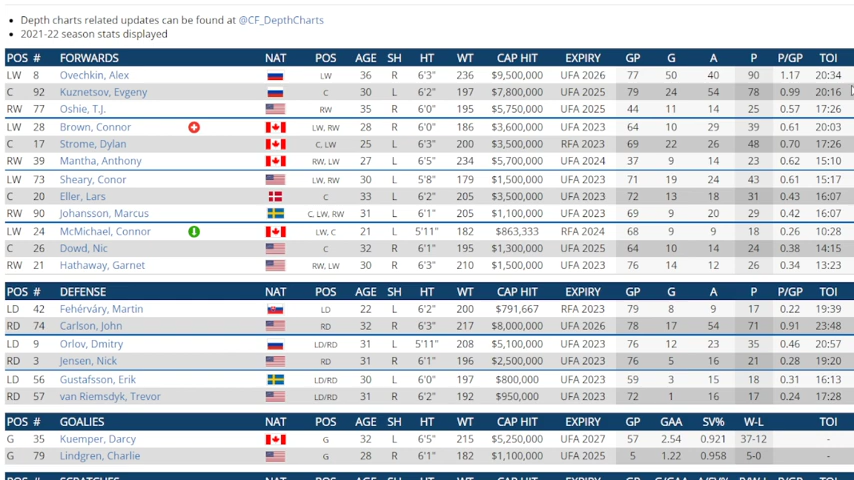 Depth charts related updates can be found at @CF_DepthCharts
2021-22 season stats displayed
POS # FORWARDS NAT POS AGE SH HT WT CAP HIT EXPIRY GP G A P P/GP TOI
LW 8 Ovechkin, Alex LW 36 R 6'3" 236 $9,500,000 UFA 2026 77 50 40 90 1.17 20:34
C 92 Kuznetsov, Evgeny C 30 L 6'2" 197 $7,800,000 UFA 2025 79 24 54 78 0.99 20:16
RW 77 Oshie, T.J. RW 35 R 6'0" 195 $5,750,000 UFA 2025 44 11 14 25 0.57 17:26
LW 28 Brown, Connor LW, RW 28 R 6'0" 186 $3,600,000 UFA 2023 64 10 29 39 0.61 20:03
C 17 Strome, Dylan C, LW 25 L 6'3" 200 $3,500,000 RFA 2023 69 22 26 48 0.70 17:26
RW 39 Mantha, Anthony RW, LW 27 L 6'5" 234 $5,700,000 UFA 2024 37 9 14 23 0.62 15:10
LW 73 Sheary, Conor LW, RW 30 L 5'8" 179 $1,500,000 UFA 2023 71 19 24 43 0.61 15:17
C 20 Eller, Lars C 33 L 6'2" 205 $3,500,000 UFA 2023 72 13 18 31 0.43 16:07
RW 90 Johansson, Marcus C, LW, RW 31 L 6'1" 205 $1,100,000 UFA 2023 69 9 20 29 0.42 16:07
LW 24 McMichael, Connor LW, C 21 L 5'11" 182 $863,333 RFA 2024 68 9 9 18 0.26 10:28
C 26 Dowd, Nic C 32 R 6'1" 195 $1,300,000 UFA 2025 64 10 14 24 0.38 14:15
RW 21 Hathaway, Garnet RW, LW 30 R 6'3" 210 $1,500,000 UFA 2023 76 14 12 26 0.34 13:23
POS # DEFENSE NAT POS AGE SH HT WT CAP HIT EXPIRY GP G A P P/GP TOI
LD 42 Fehérváry, Martin LD 22 L 6'2" 200 $791,667 RFA 2023 79 8 9 17 0.22 19:39
RD 74 Carlson, John RD 32 R 6'3" 217 $8,000,000 UFA 2026 78 17 54 71 0.91 23:48
LD 9 Orlov, Dmitry LD/RD 31 L 5'11" 208 $5,100,000 UFA 2023 76 12 23 35 0.46 20:57
RD 3 Jensen, Nick RD 31 R 6'1" 196 $2,500,000 UFA 2023 76 5 16 21 0.28 19:20
LD 56 Gustafsson, Erik LD/RD 30 L 6'0" 197 $800,000 UFA 2023 59 3 15 18 0.31 16:13
RD 57 van Riemsdyk, Trevor LD/RD 31 R 6'2" 192 $950,000 UFA 2023 72 1 16 17 0.24 17:28
POS # GOALIES NAT POS AGE SH HT WT CAP HIT EXPIRY GP GAA SV% W-L TOI
G 35 Kuemper, Darcy G 32 L 6'5" 215 $5,250,000 UFA 2027 57 2.54 0.921 37-12 -
G 79 Lindgren, Charlie G 28 R 6'1" 182 $1,100,000 UFA 2025 5 1.22 0.958 5-0 -